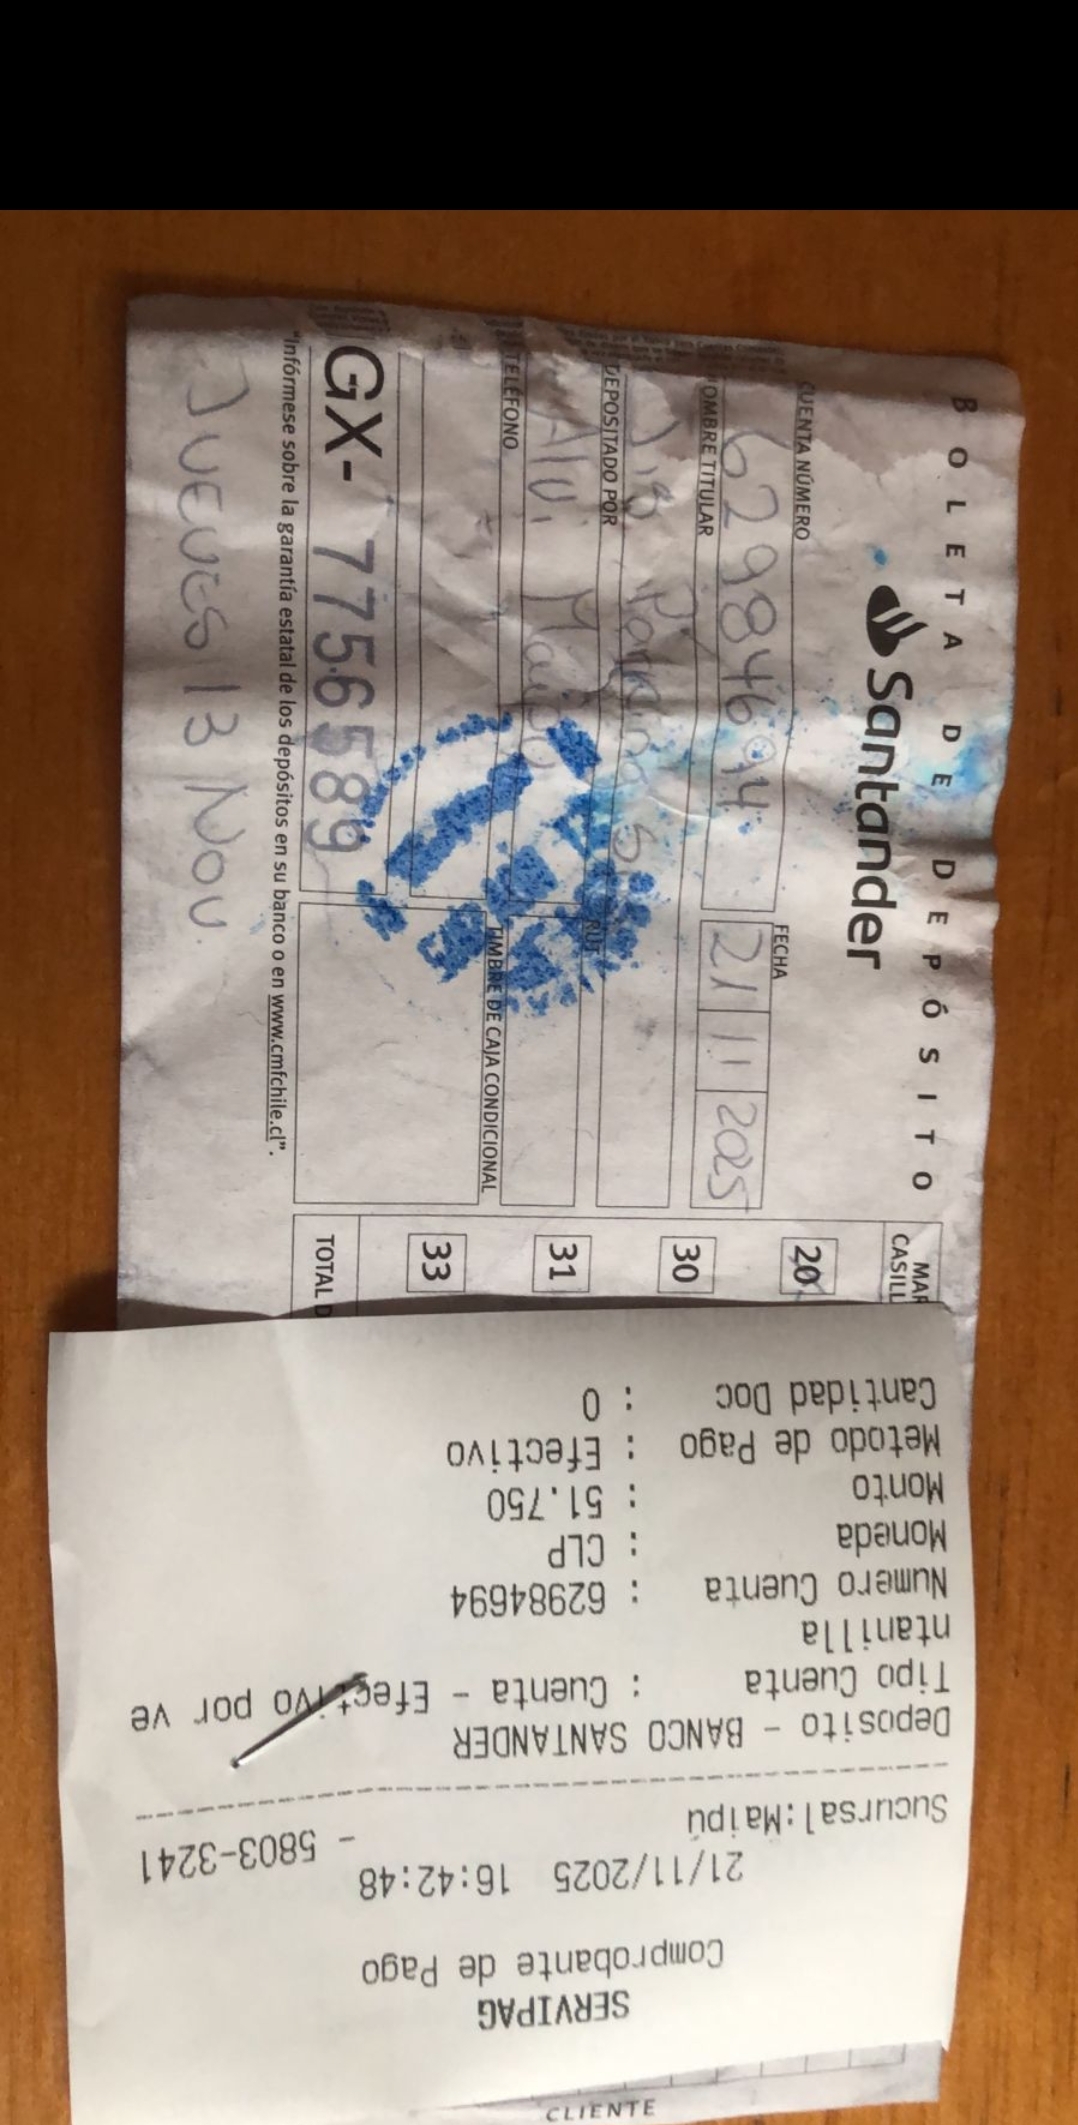 BOLETA DE DEPÓSITO
Santander
CUENTA NÚMERO
62984694
FECHA
21 11 2025
NOMBRE TITULAR
DEPOSITADO POR
RUT
Maipo
TELÉFONO
TIMBRE DE CAJA CONDICIONAL
GX- 7756589
"Infórmese sobre la garantía estatal de los depósitos en su banco o en www.cmfchile.cl".
JUEVES 13 Nov.
20
30
31
33
TOTAL D
SERVIPAG
Comprobante de Pago
21/11/2025 16:42:48
- 5803-3241
Sucursal:Maipú
Deposito - BANCO SANTANDER
Tipo Cuenta : Cuenta - Efectivo por ve
ntanilla
Numero Cuenta : 62984694
Moneda : CLP
Monto : 51.750
Metodo de Pago : Efectivo
Cantidad Doc : 0
CLIENTE